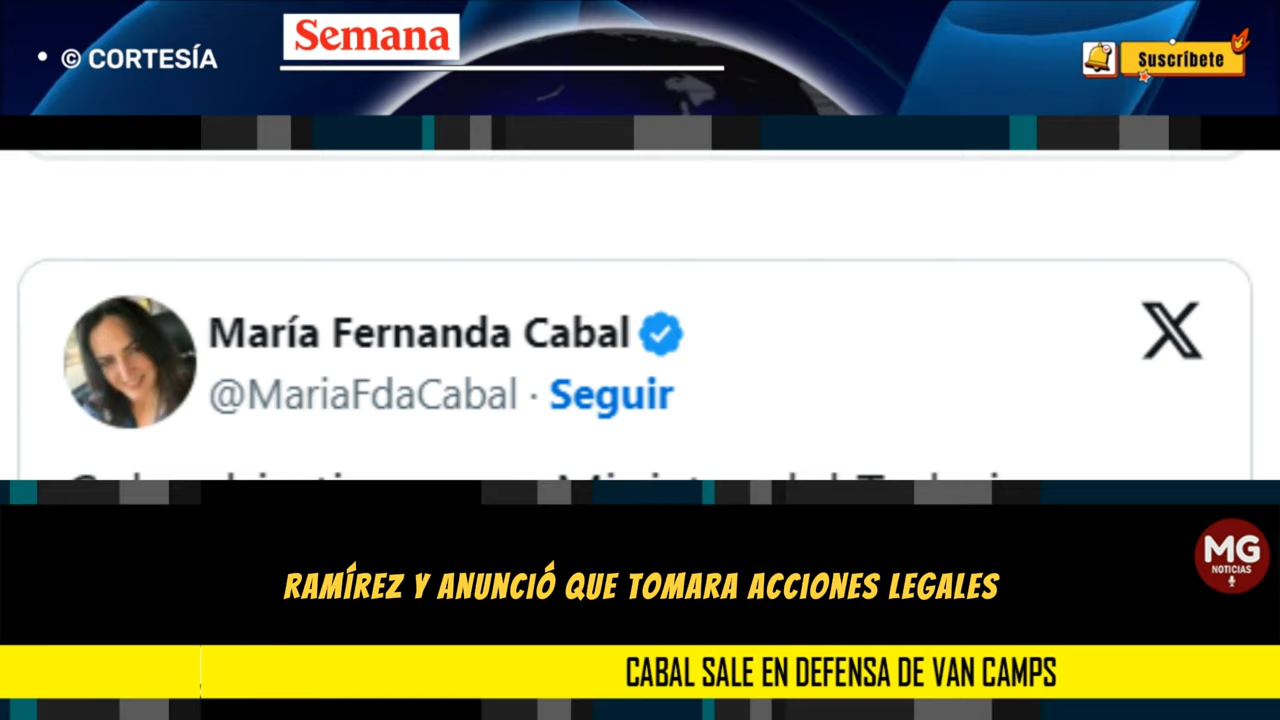 • © CORTESÍA
Semana
Suscríbete
María Fernanda Cabal
@MariaFdaCabal · Seguir
RAMÍREZ Y ANUNCIÓ QUE TOMARA ACCIONES LEGALES
MG
NOTICIAS
CABAL SALE EN DEFENSA DE VAN CAMPS